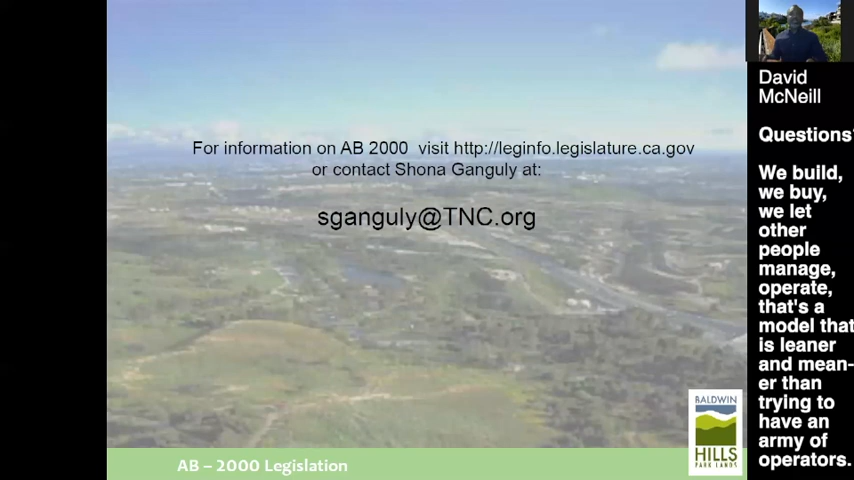 For information on AB 2000 visit http://leginfo.legislature.ca.gov
or contact Shona Ganguly at:
sganguly@TNC.org
AB – 2000 Legislation
BALDWIN
HILLS
PARK LANDS
David
McNeill
Questions?
We build,
we buy,
we let
other
people
manage,
operate,
that's a
model that
is leaner
and mean-
er than
trying to
have an
army of
operators.